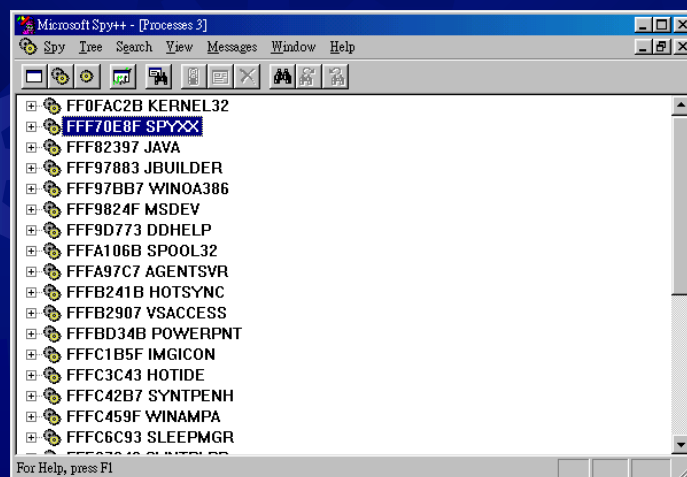 Microsoft Spy++ - [Processes 3]
Spy Tree Search View Messages Window Help
FF0FAC2B KERNEL32
FFF70E8F SPYXX
FFF82397 JAVA
FFF97883 JBUILDER
FFF97BB7 WINOA386
FFF9824F MSDEV
FFF9D773 DDHELP
FFFA106B SPOOL32
FFFA97C7 AGENTSVR
FFFB241B HOTSYNC
FFFB2907 VSACCESS
FFFBD34B POWERPNT
FFFC1B5F IMGICON
FFFC3C43 HOTIDE
FFFC42B7 SYNTPENH
FFFC459F WINAMPA
FFFC6C93 SLEEPMGR
For Help, press F1